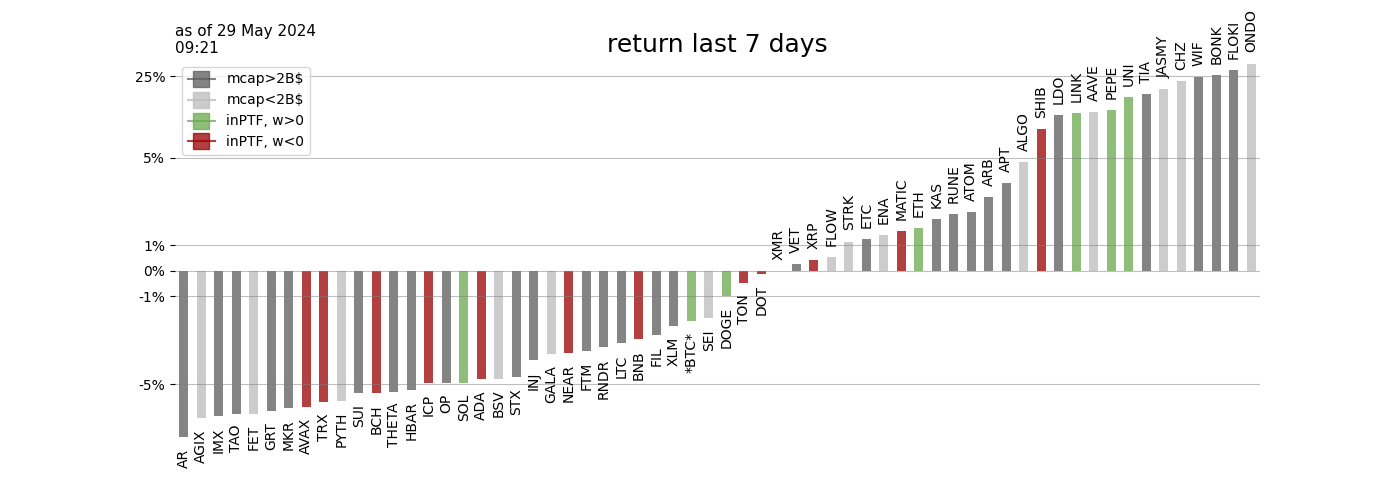 as of 29 May 2024
09:21
return last 7 days
mcap>2B$
mcap<2B$
inPTF, w>0
inPTF, w<0
25%
5%
1%
0%
-1%
-5%
AR
AGIX
IMX
TAO
FET
GRT
MKR
AVAX
TRX
PYTH
SUI
BCH
THETA
HBAR
ICP
OP
SOL
ADA
BSV
STX
INJ
GALA
NEAR
FTM
RNDR
LTC
BNB
FIL
XLM
*BTC*
SEI
DOGE
TON
DOT
XMR
VET
XRP
FLOW
STRK
ETC
ENA
MATIC
ETH
KAS
RUNE
ATOM
ARB
APT
ALGO
SHIB
LDO
LINK
AAVE
PEPE
UNI
TIA
JASMY
CHZ
WIF
BONK
FLOKI
ONDO